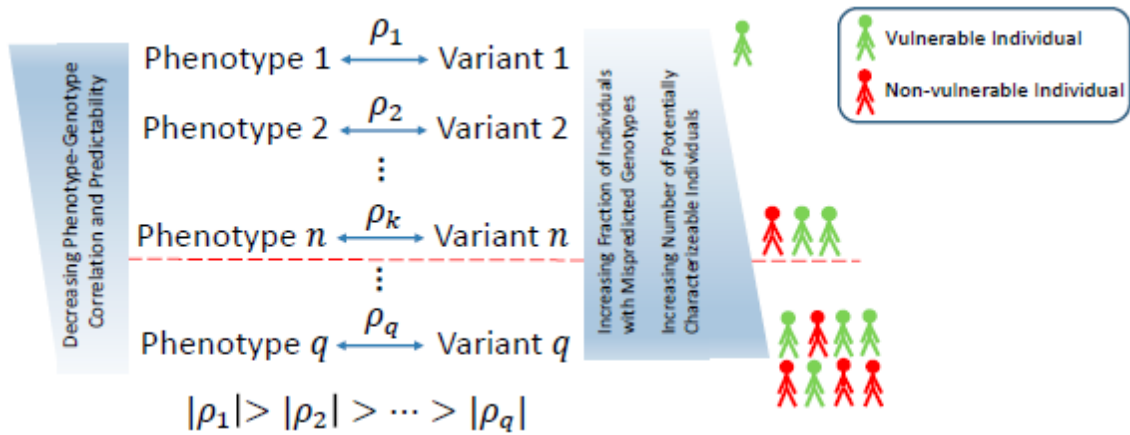 Decreasing Phenotype-Genotype
Correlation and Predictability
Phenotype 1 ρ₁ Variant 1
Phenotype 2 ρ₂ Variant 2
⋮
Phenotype n ρₖ Variant n
⋮
Phenotype q ρ_q Variant q
|ρ₁| > |ρ₂| > ⋯ > |ρ_q|
Increasing Fraction of Individuals
with Mispredicted Genotypes
Increasing Number of Potentially
Characterizeable Individuals
Vulnerable Individual
Non-vulnerable Individual